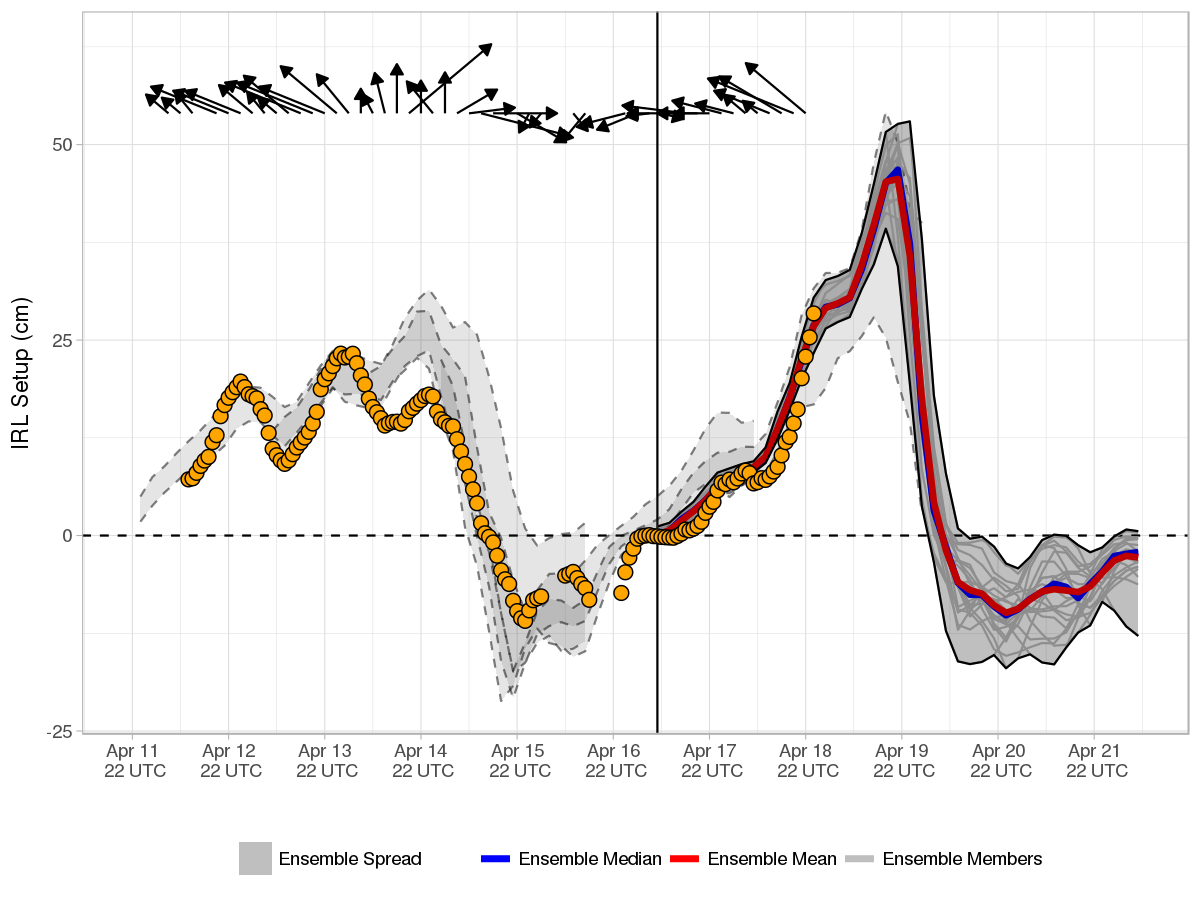 IRL Setup (cm)
50
25
0
-25
Apr 11 Apr 12 Apr 13 Apr 14 Apr 15 Apr 16 Apr 17 Apr 18 Apr 19 Apr 20 Apr 21
22 UTC 22 UTC 22 UTC 22 UTC 22 UTC 22 UTC 22 UTC 22 UTC 22 UTC 22 UTC 22 UTC
Ensemble Spread Ensemble Median Ensemble Mean Ensemble Members